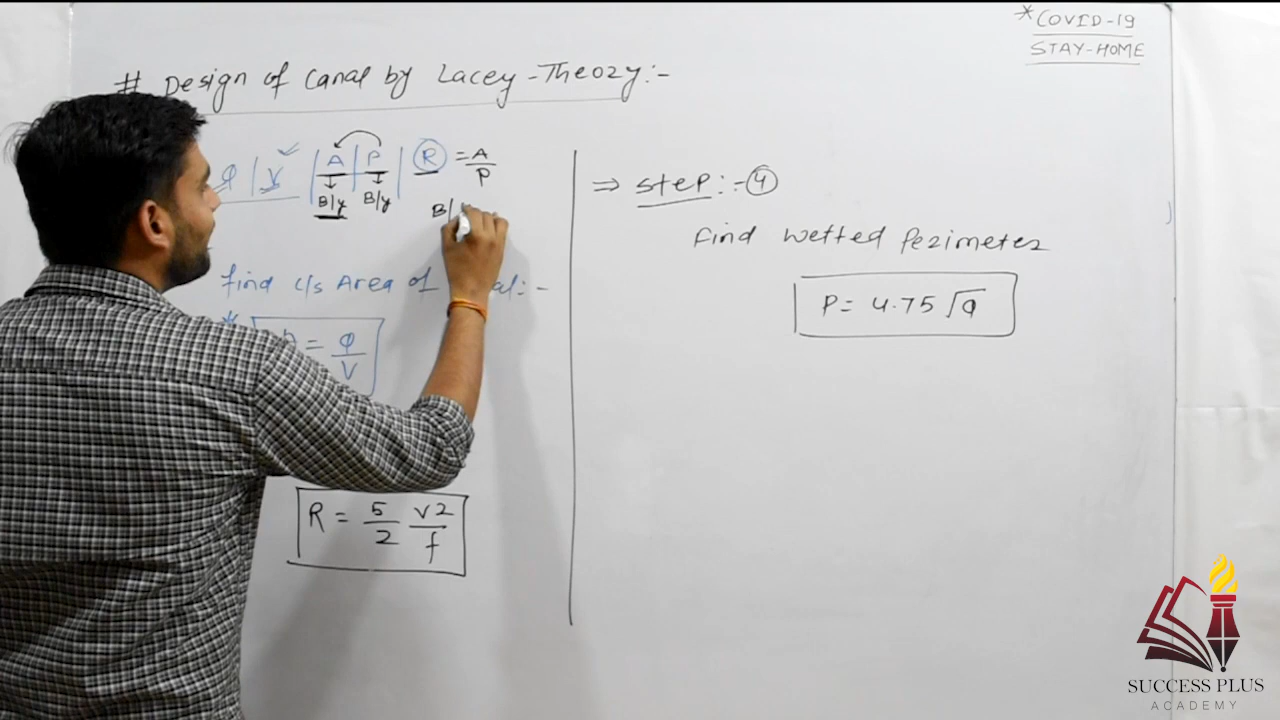 *COVID-19
STAY-HOME
# Design of Canal by Lacey-Theory:-
Q | V | A | P | R = A/P
B/y B/y B/
Find c/s Area of
= Q/V
R = 5/2 V2/f
⇒ Step:-④
Find Wetted Perimeter
P = 4.75 √Q
SUCCESS PLUS
ACADEMY